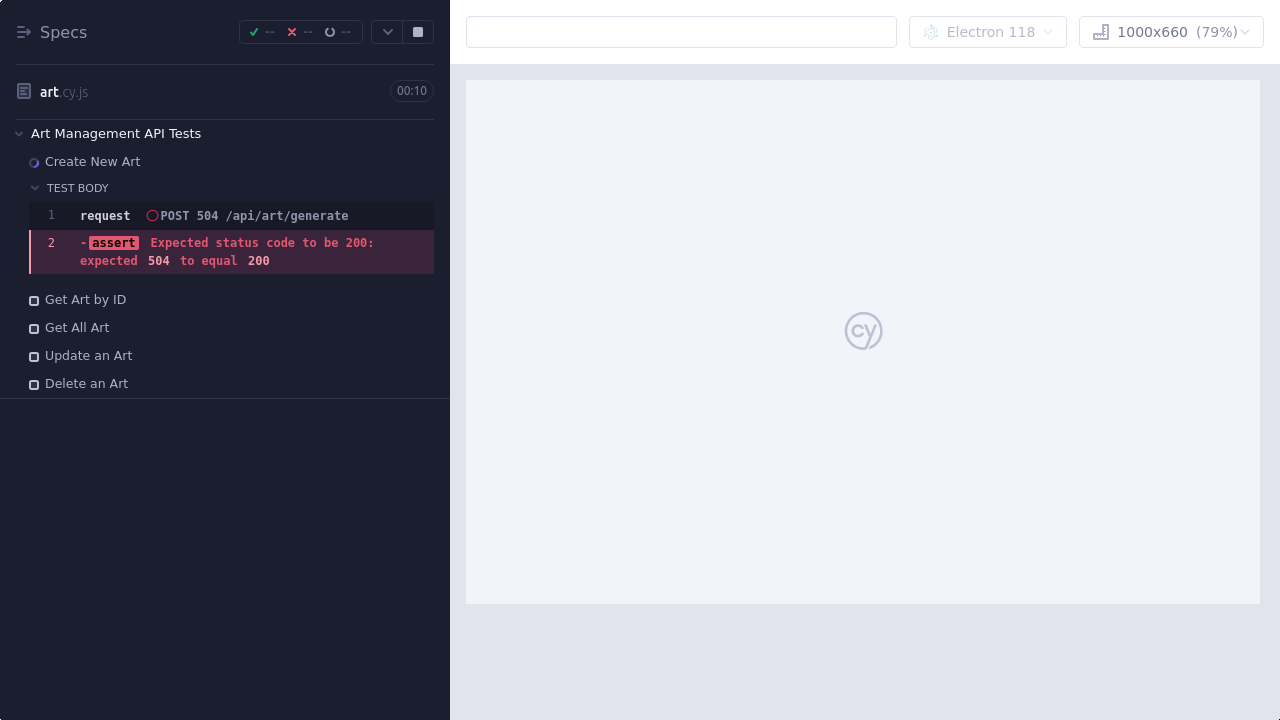 Specs
-- -- --
Electron 118
1000x660 (79%)
art.cy.js
00:10
Art Management API Tests
Create New Art
TEST BODY
1 request POST 504 /api/art/generate
2 -assert Expected status code to be 200:
expected 504 to equal 200
Get Art by ID
Get All Art
Update an Art
Delete an Art
cy